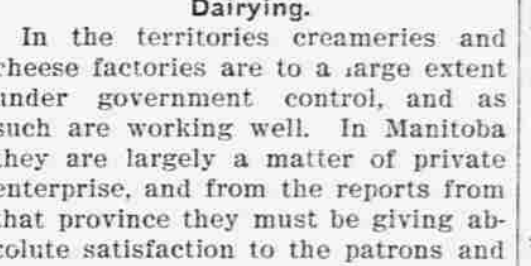 Dairying.
In the territories creameries and
cheese factories are to a large extent
under government control, and as
such are working well. In Manitoba
they are largely a matter of private
enterprise, and from the reports from
that province they must be giving ab-
solute satisfaction to the patrons and